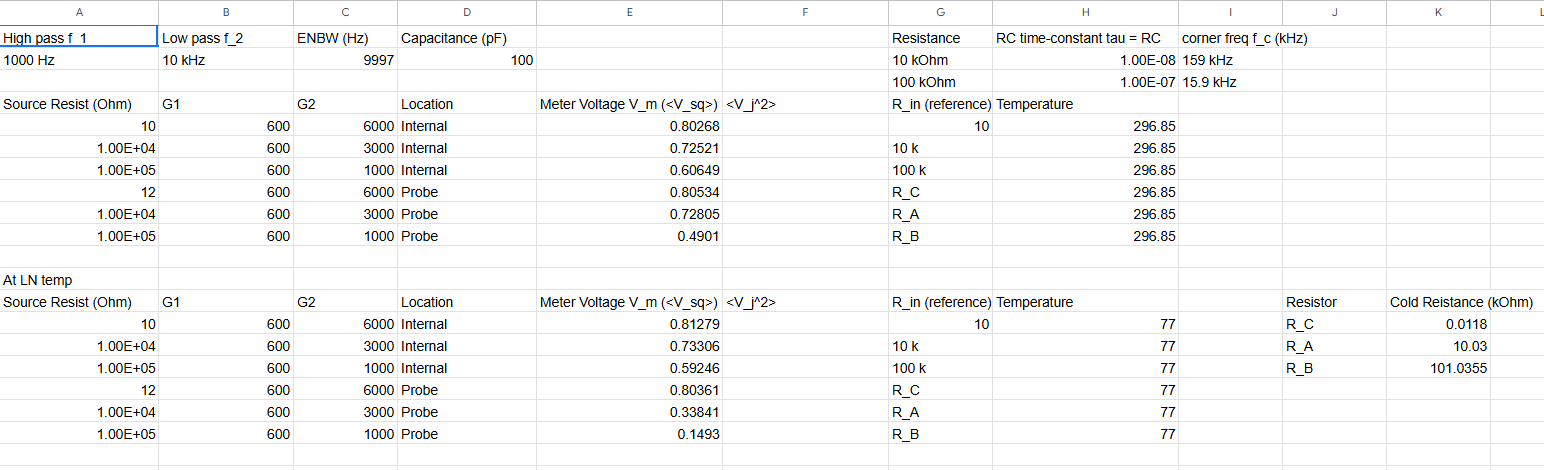 A B C D E F G H I J K L
High pass f_1 Low pass f_2 ENBW (Hz) Capacitance (pF) Resistance RC time-constant tau = RC corner freq f_c (kHz)
1000 Hz 10 kHz 9997 100 10 kOhm 1.00E-08 159 kHz
100 kOhm 1.00E-07 15.9 kHz
Source Resist (Ohm) G1 G2 Location Meter Voltage V_m (<V_sq>) <V_j^2> R_in (reference) Temperature
10 600 6000 Internal 0.80268 10 296.85
1.00E+04 600 3000 Internal 0.72521 10 k 296.85
1.00E+05 600 1000 Internal 0.60649 100 k 296.85
12 600 6000 Probe 0.80534 R_C 296.85
1.00E+04 600 3000 Probe 0.72805 R_A 296.85
1.00E+05 600 1000 Probe 0.4901 R_B 296.85
At LN temp
Source Resist (Ohm) G1 G2 Location Meter Voltage V_m (<V_sq>) <V_j^2> R_in (reference) Temperature Resistor Cold Reistance (kOhm)
10 600 6000 Internal 0.81279 10 77 R_C 0.0118
1.00E+04 600 3000 Internal 0.73306 10 k 77 R_A 10.03
1.00E+05 600 1000 Internal 0.59246 100 k 77 R_B 101.0355
12 600 6000 Probe 0.80361 R_C 77
1.00E+04 600 3000 Probe 0.33841 R_A 77
1.00E+05 600 1000 Probe 0.1493 R_B 77